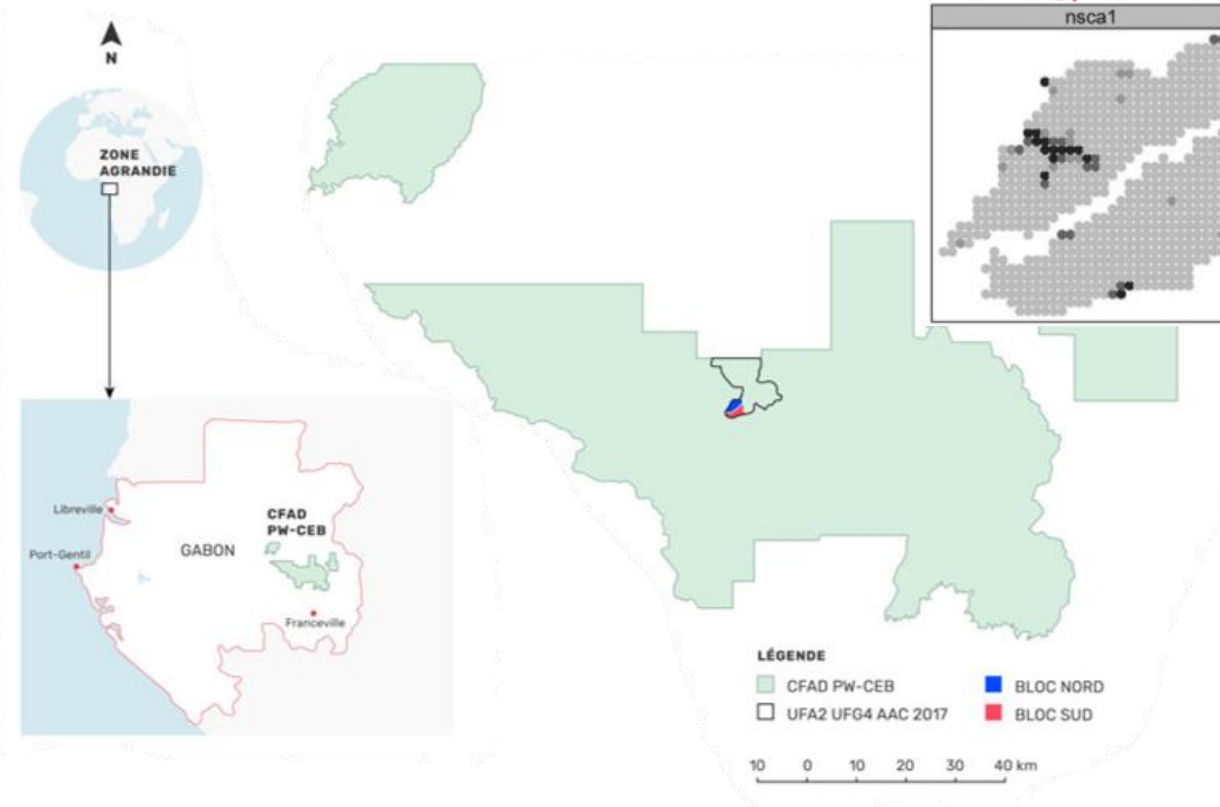 nsca1
N
ZONE
AGRANDIE
Libreville
Port-Gentil
GABON
CFAD
PW-CEB
Franceville
LÉGENDE
CFAD PW-CEB
BLOC NORD
UFA2 UFG4 AAC 2017
BLOC SUD
10 0 10 20 30 40 km